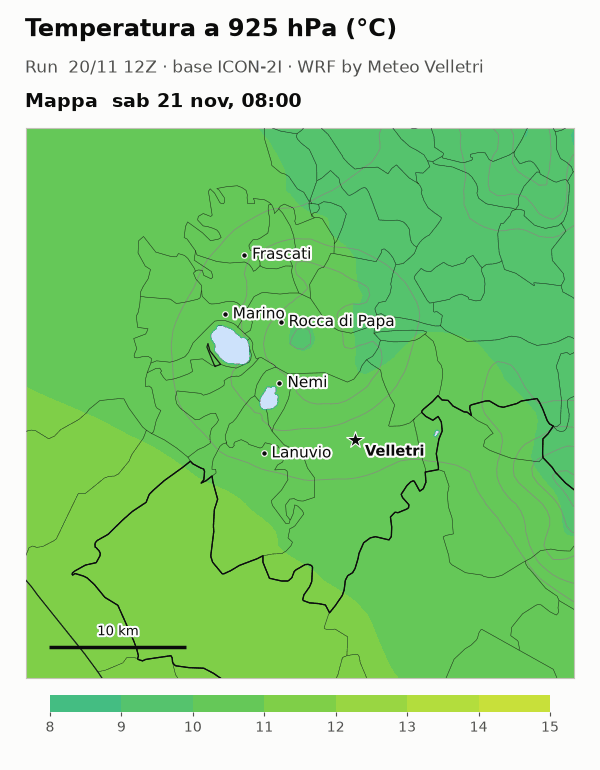 Temperatura a 925 hPa (°C)
Run  20/11 12Z · base ICON-2I · WRF by Meteo Velletri
Mappa  sab 21 nov, 08:00
Frascati
Marino
Rocca di Papa
Nemi
Velletri
Lanuvio
10 km
8 9 10 11 12 13 14 15